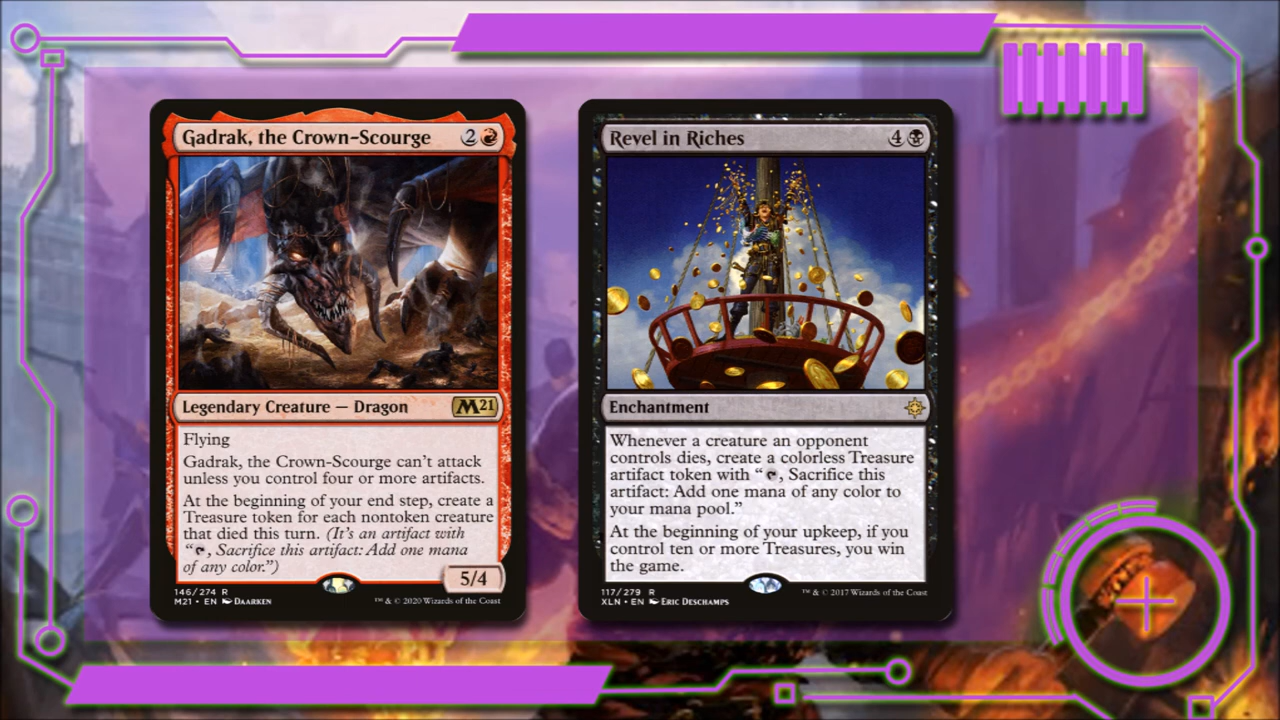 Gadrak, the Crown-Scourge 2
Legendary Creature — Dragon M21
Flying
Gadrak, the Crown-Scourge can't attack
unless you control four or more artifacts.
At the beginning of your end step, create a
Treasure token for each nontoken creature
that died this turn. (It's an artifact with
“, Sacrifice this artifact: Add one mana
of any color.”)
5/4
146/274 R
M21 • EN Daarken
™ & © 2020 Wizards of the Coast
Revel in Riches 4
Enchantment
Whenever a creature an opponent
controls dies, create a colorless Treasure
artifact token with “, Sacrifice this
artifact: Add one mana of any color to
your mana pool.”
At the beginning of your upkeep, if you
control ten or more Treasures, you win
the game.
117/279 R
XLN • EN Eric Deschamps
™ & © 2017 Wizards of the Coast